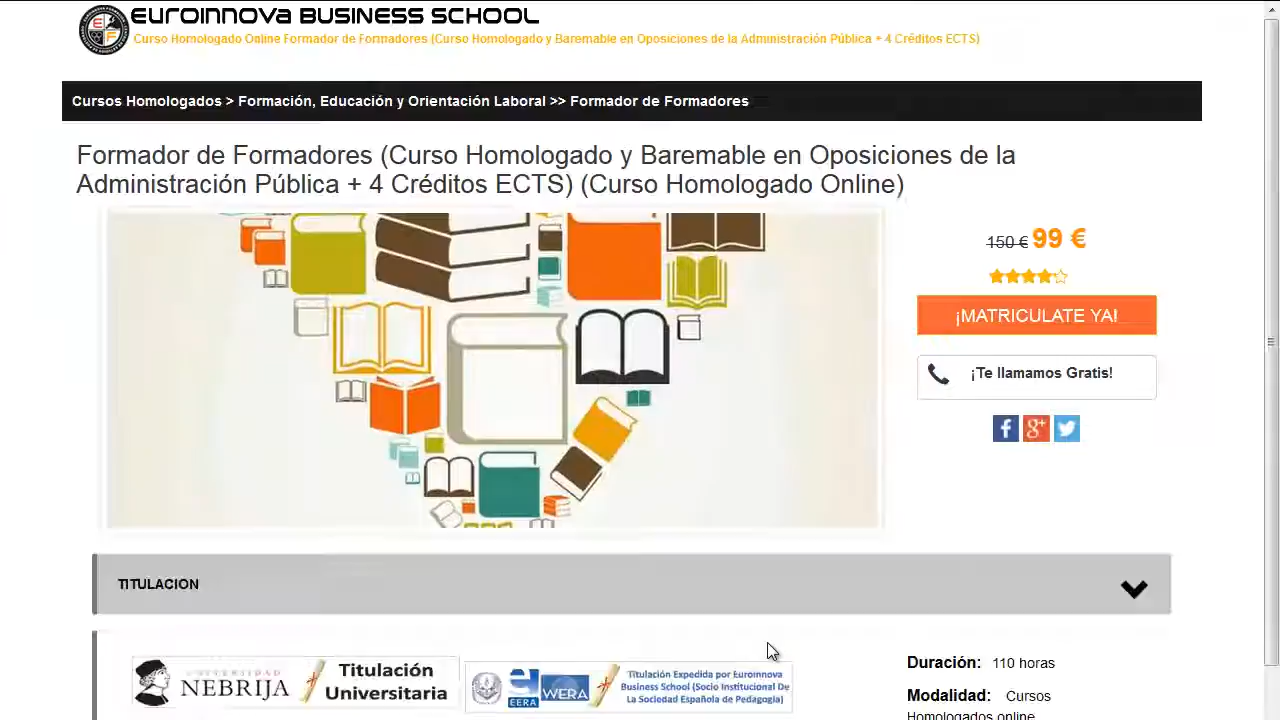 EUROINNOVA BUSINESS SCHOOL
Curso Homologado Online Formador de Formadores (Curso Homologado y Baremable en Oposiciones de la Administración Pública + 4 Créditos ECTS)
Cursos Homologados > Formación, Educación y Orientación Laboral >> Formador de Formadores
Formador de Formadores (Curso Homologado y Baremable en Oposiciones de la
Administración Pública + 4 Créditos ECTS) (Curso Homologado Online)
150 € 99 €
¡MATRICULATE YA!
¡Te llamamos Gratis!
TITULACION
UNIVERSIDAD
NEBRIJA
Titulación
Universitaria
EERA
WERA
Titulación Expedida por Euroinnova
Business School (Socio Institucional De
La Sociedad Española de Pedagogía)
Duración: 110 horas
Modalidad: Cursos
Homologados online